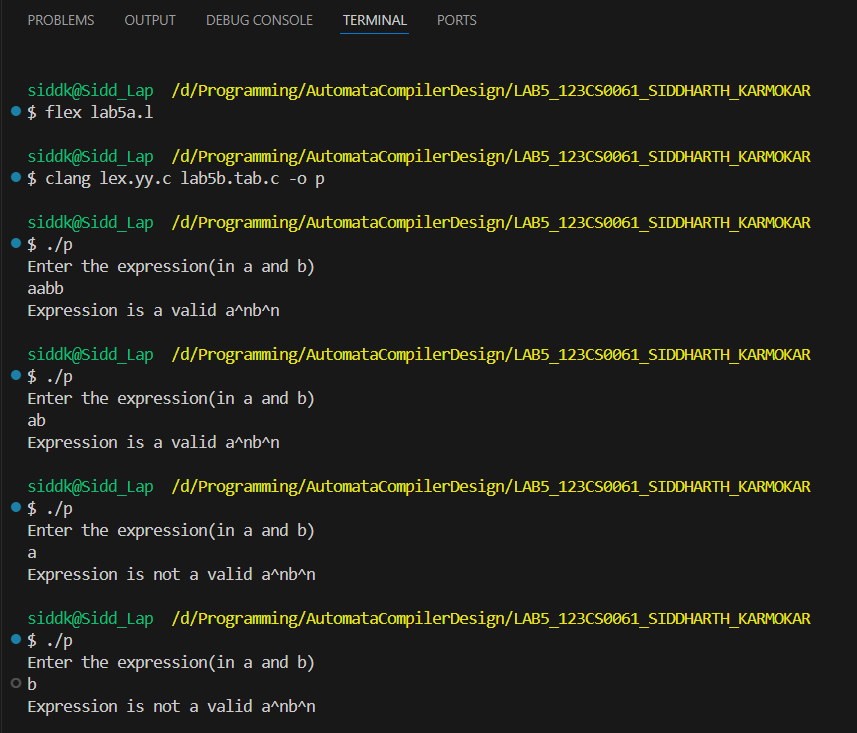 PROBLEMS OUTPUT DEBUG CONSOLE TERMINAL PORTS
siddk@Sidd_Lap /d/Programming/AutomataCompilerDesign/LAB5_123CS0061_SIDDHARTH_KARMOKAR
$ flex lab5a.l
siddk@Sidd_Lap /d/Programming/AutomataCompilerDesign/LAB5_123CS0061_SIDDHARTH_KARMOKAR
$ clang lex.yy.c lab5b.tab.c -o p
siddk@Sidd_Lap /d/Programming/AutomataCompilerDesign/LAB5_123CS0061_SIDDHARTH_KARMOKAR
$ ./p
Enter the expression(in a and b)
aabb
Expression is a valid a^nb^n
siddk@Sidd_Lap /d/Programming/AutomataCompilerDesign/LAB5_123CS0061_SIDDHARTH_KARMOKAR
$ ./p
Enter the expression(in a and b)
ab
Expression is a valid a^nb^n
siddk@Sidd_Lap /d/Programming/AutomataCompilerDesign/LAB5_123CS0061_SIDDHARTH_KARMOKAR
$ ./p
Enter the expression(in a and b)
a
Expression is not a valid a^nb^n
siddk@Sidd_Lap /d/Programming/AutomataCompilerDesign/LAB5_123CS0061_SIDDHARTH_KARMOKAR
$ ./p
Enter the expression(in a and b)
b
Expression is not a valid a^nb^n